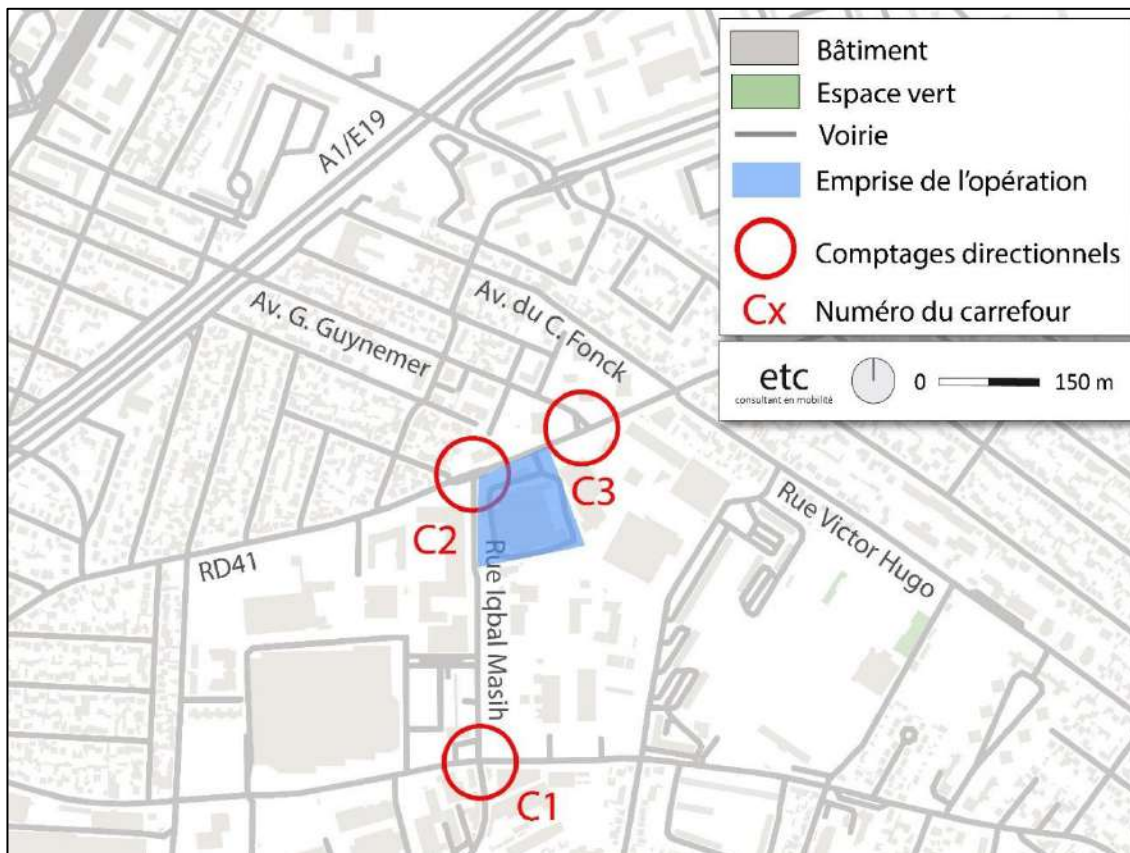 Bâtiment
Espace vert
Voirie
Emprise de l'opération
Comptages directionnels
Cx Numéro du carrefour
etc
consultant en mobilité
0 150 m
A1/E19
Av. G. Guynemer
Av. du C. Fonck
C3
C2
RD41
Rue Iqbal Masih
Rue Victor Hugo
C1